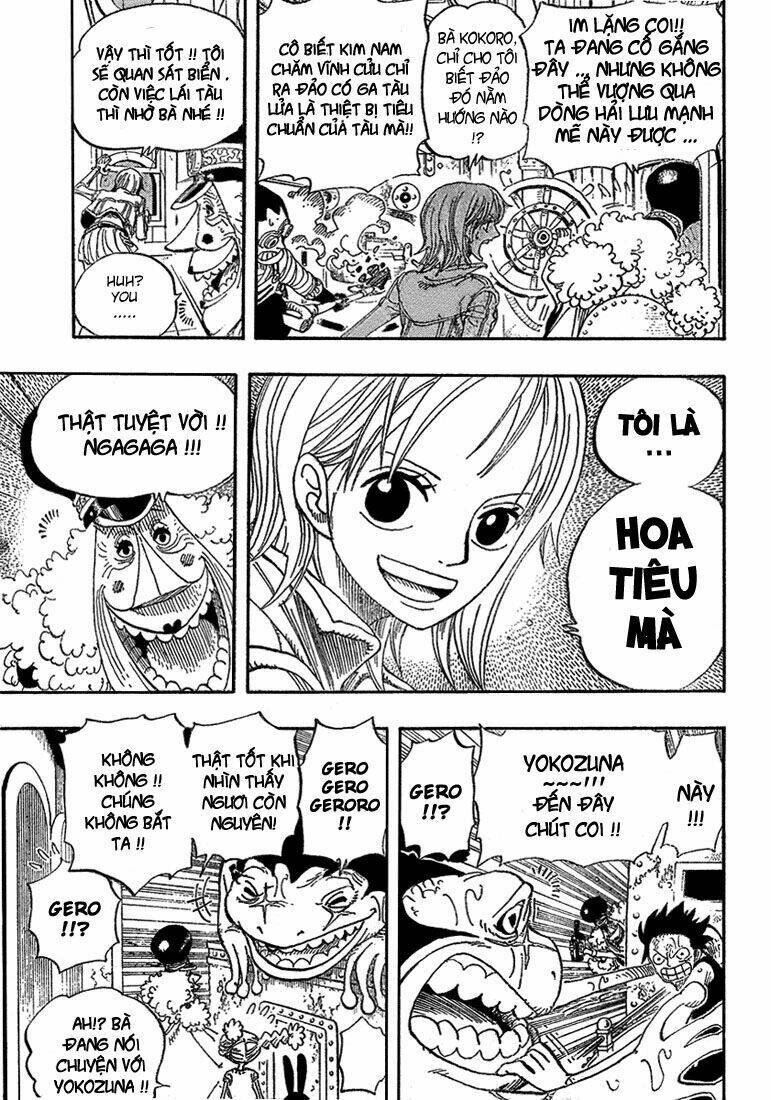 IM LẶNG COI!!
TA ĐANG CỐ GẮNG
ĐÂY ... NHƯNG KHÔNG
THỂ VƯỢNG QUA
DÒNG HẢI LƯU MẠNH
MẼ NÀY ĐƯỢC ...
BÀ KOKORO,
CHỈ CHO TÔI
BIẾT ĐẢO
ĐÓ NẰM
HƯỚNG NÀO
!?
CÔ BIẾT KIM NAM
CHÂM VĨNH CỬU CHỈ
RA ĐẢO CÓ GA TÀU
LỬA LÀ THIỆT BỊ TIÊU
CHUẨN CỦA TÀU MÀ!!
VẬY THÌ TỐT !! TÔI
SẼ QUAN SÁT BIỂN ,
CÒN VIỆC LÁI TÀU
THÌ NHỜ BÀ NHÉ !!
HUH?
YOU
.....
TÔI LÀ
...
HOA
TIÊU
MÀ
THẬT TUYỆT VỜI !!
NGAGAGA !!!
NÀY
!!!
YOKOZUNA
~~~!!!
ĐẾN ĐÂY
CHÚT COI !!
GERO
!!?
GERO
GERO
GERORO
!!
THẬT TỐT KHI
NHÌN THẤY
NGƯƠI CÒN
NGUYÊN!
KHÔNG
KHÔNG !!
CHÚNG
KHÔNG BẮT
TA !!
GERO
!!?
AH!? BÀ
ĐANG NÓI
CHUYỆN VỚI
YOKOZUNA !!